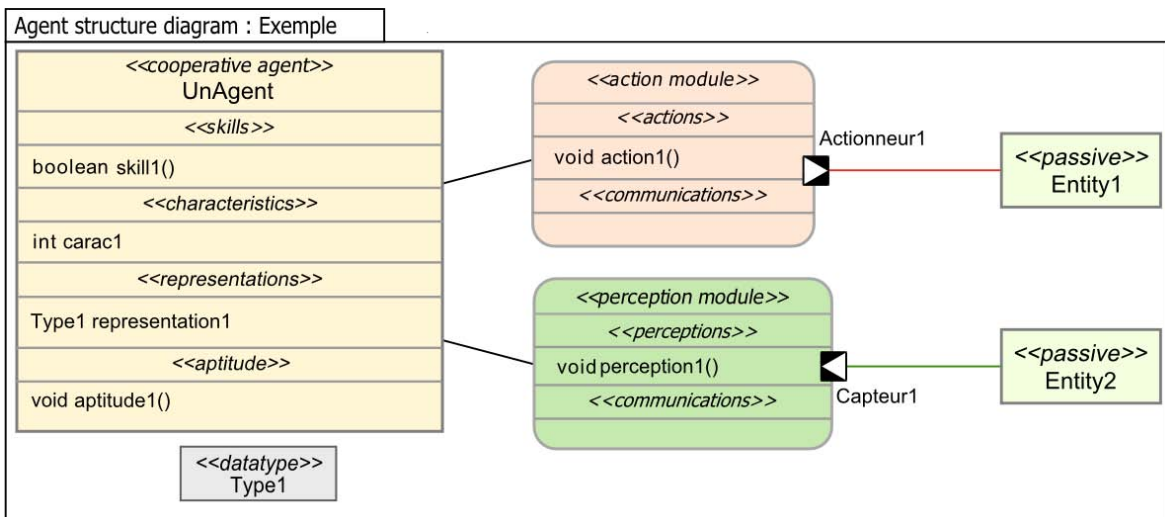 Agent structure diagram : Exemple
<<cooperative agent>>
UnAgent
<<skills>>
boolean skill1()
<<characteristics>>
int carac1
<<representations>>
Type1 representation1
<<aptitude>>
void aptitude1()
<<datatype>>
Type1
<<action module>>
<<actions>>
void action1()
<<communications>>
Actionneur1
<<passive>>
Entity1
<<perception module>>
<<perceptions>>
void perception1()
<<communications>>
Capteur1
<<passive>>
Entity2